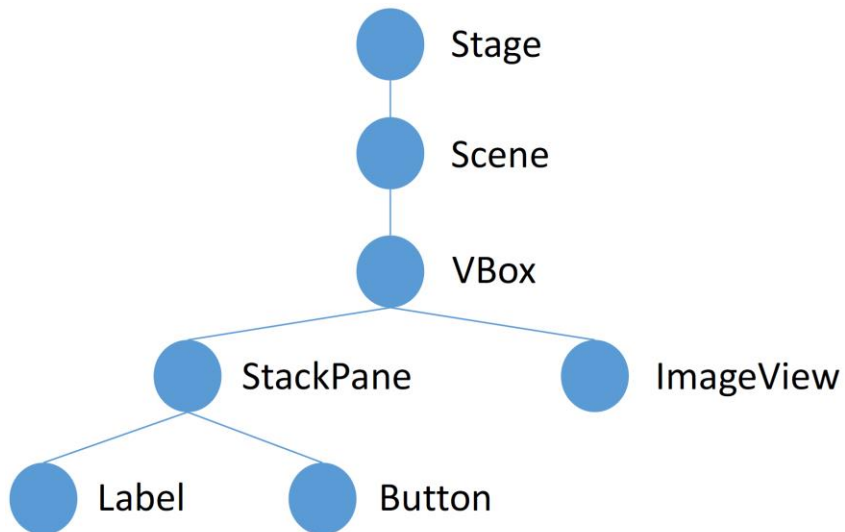 Stage
Scene
VBox
StackPane
ImageView
Label
Button